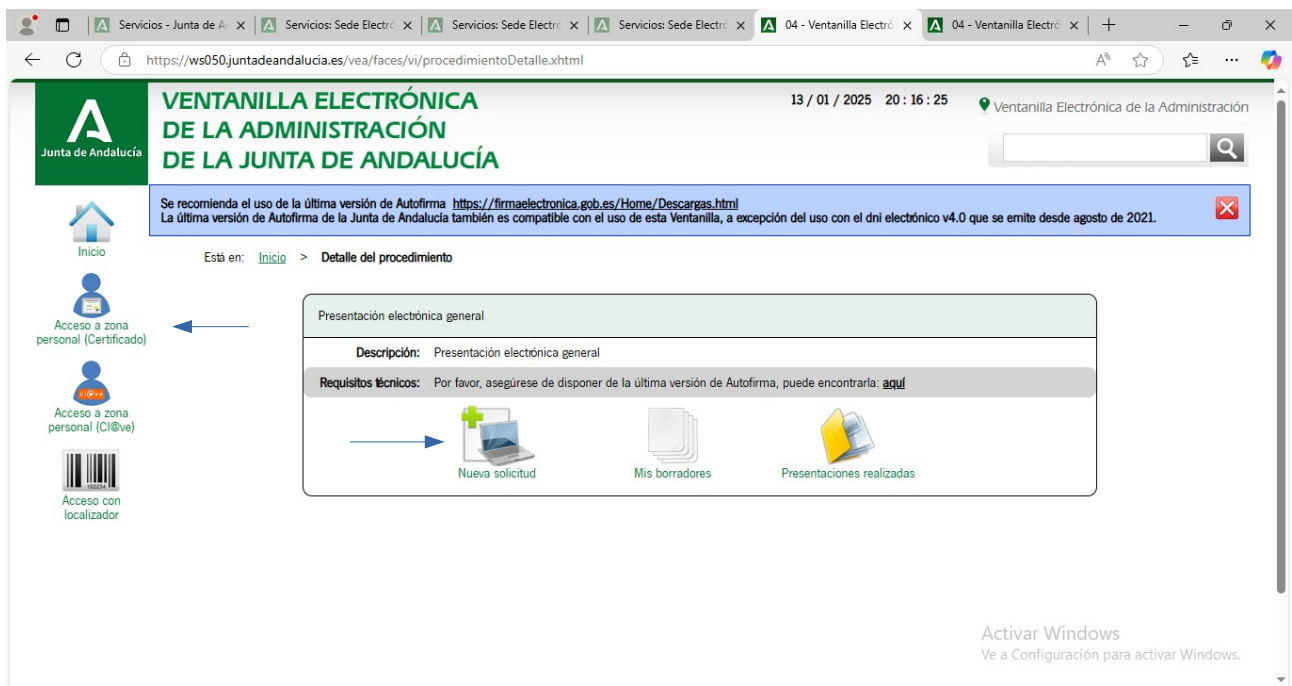 Servicios - Junta de A
Servicios: Sede Electró
Servicios: Sede Electró
Servicios: Sede Electró
04 - Ventanilla Electró
04 - Ventanilla Electró
https://ws050.juntadeandalucia.es/vea/faces/vi/procedimientoDetalle.xhtml
Junta de Andalucía
VENTANILLA ELECTRÓNICA
DE LA ADMINISTRACIÓN
DE LA JUNTA DE ANDALUCÍA
13 / 01 / 2025 20 : 16 : 25
Ventanilla Electrónica de la Administración
Se recomienda el uso de la última versión de Autofirma https://firmaelectronica.gob.es/Home/Descargas.html
La última versión de Autofirma de la Junta de Andalucía también es compatible con el uso de esta Ventanilla, a excepción del uso con el dni electrónico v4.0 que se emite desde agosto de 2021.
Inicio
Acceso a zona
personal (Certificado)
cl@ve
Acceso a zona
personal (Cl@ve)
102234
Acceso con
localizador
Está en: Inicio > Detalle del procedimiento
Presentación electrónica general
Descripción: Presentación electrónica general
Requisitos técnicos: Por favor, asegúrese de disponer de la última versión de Autofirma, puede encontrarla: aquí
Nueva solicitud
Mis borradores
Presentaciones realizadas
Activar Windows
Ve a Configuración para activar Windows.